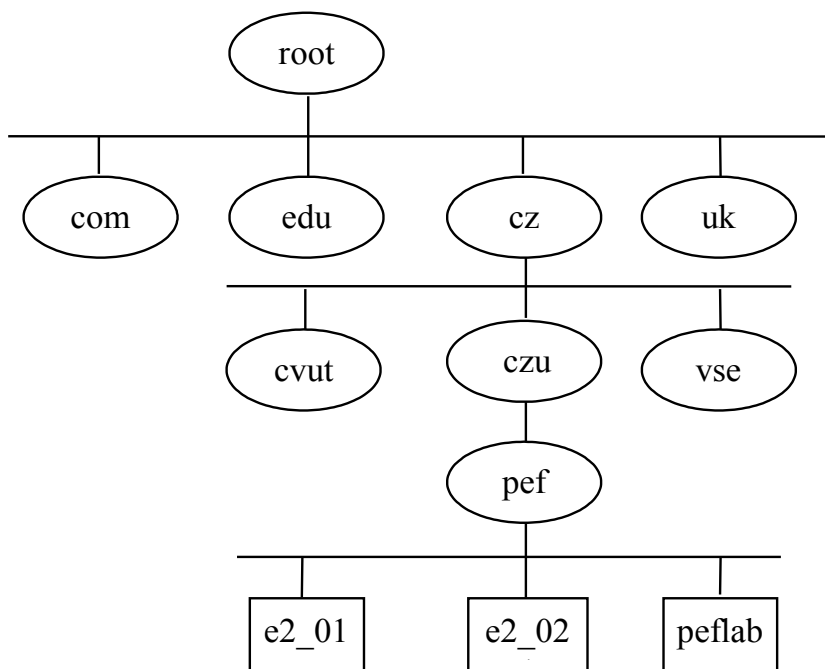 root
com edu cz uk
cvut czu vse
pef
e2_01 e2_02 peflab